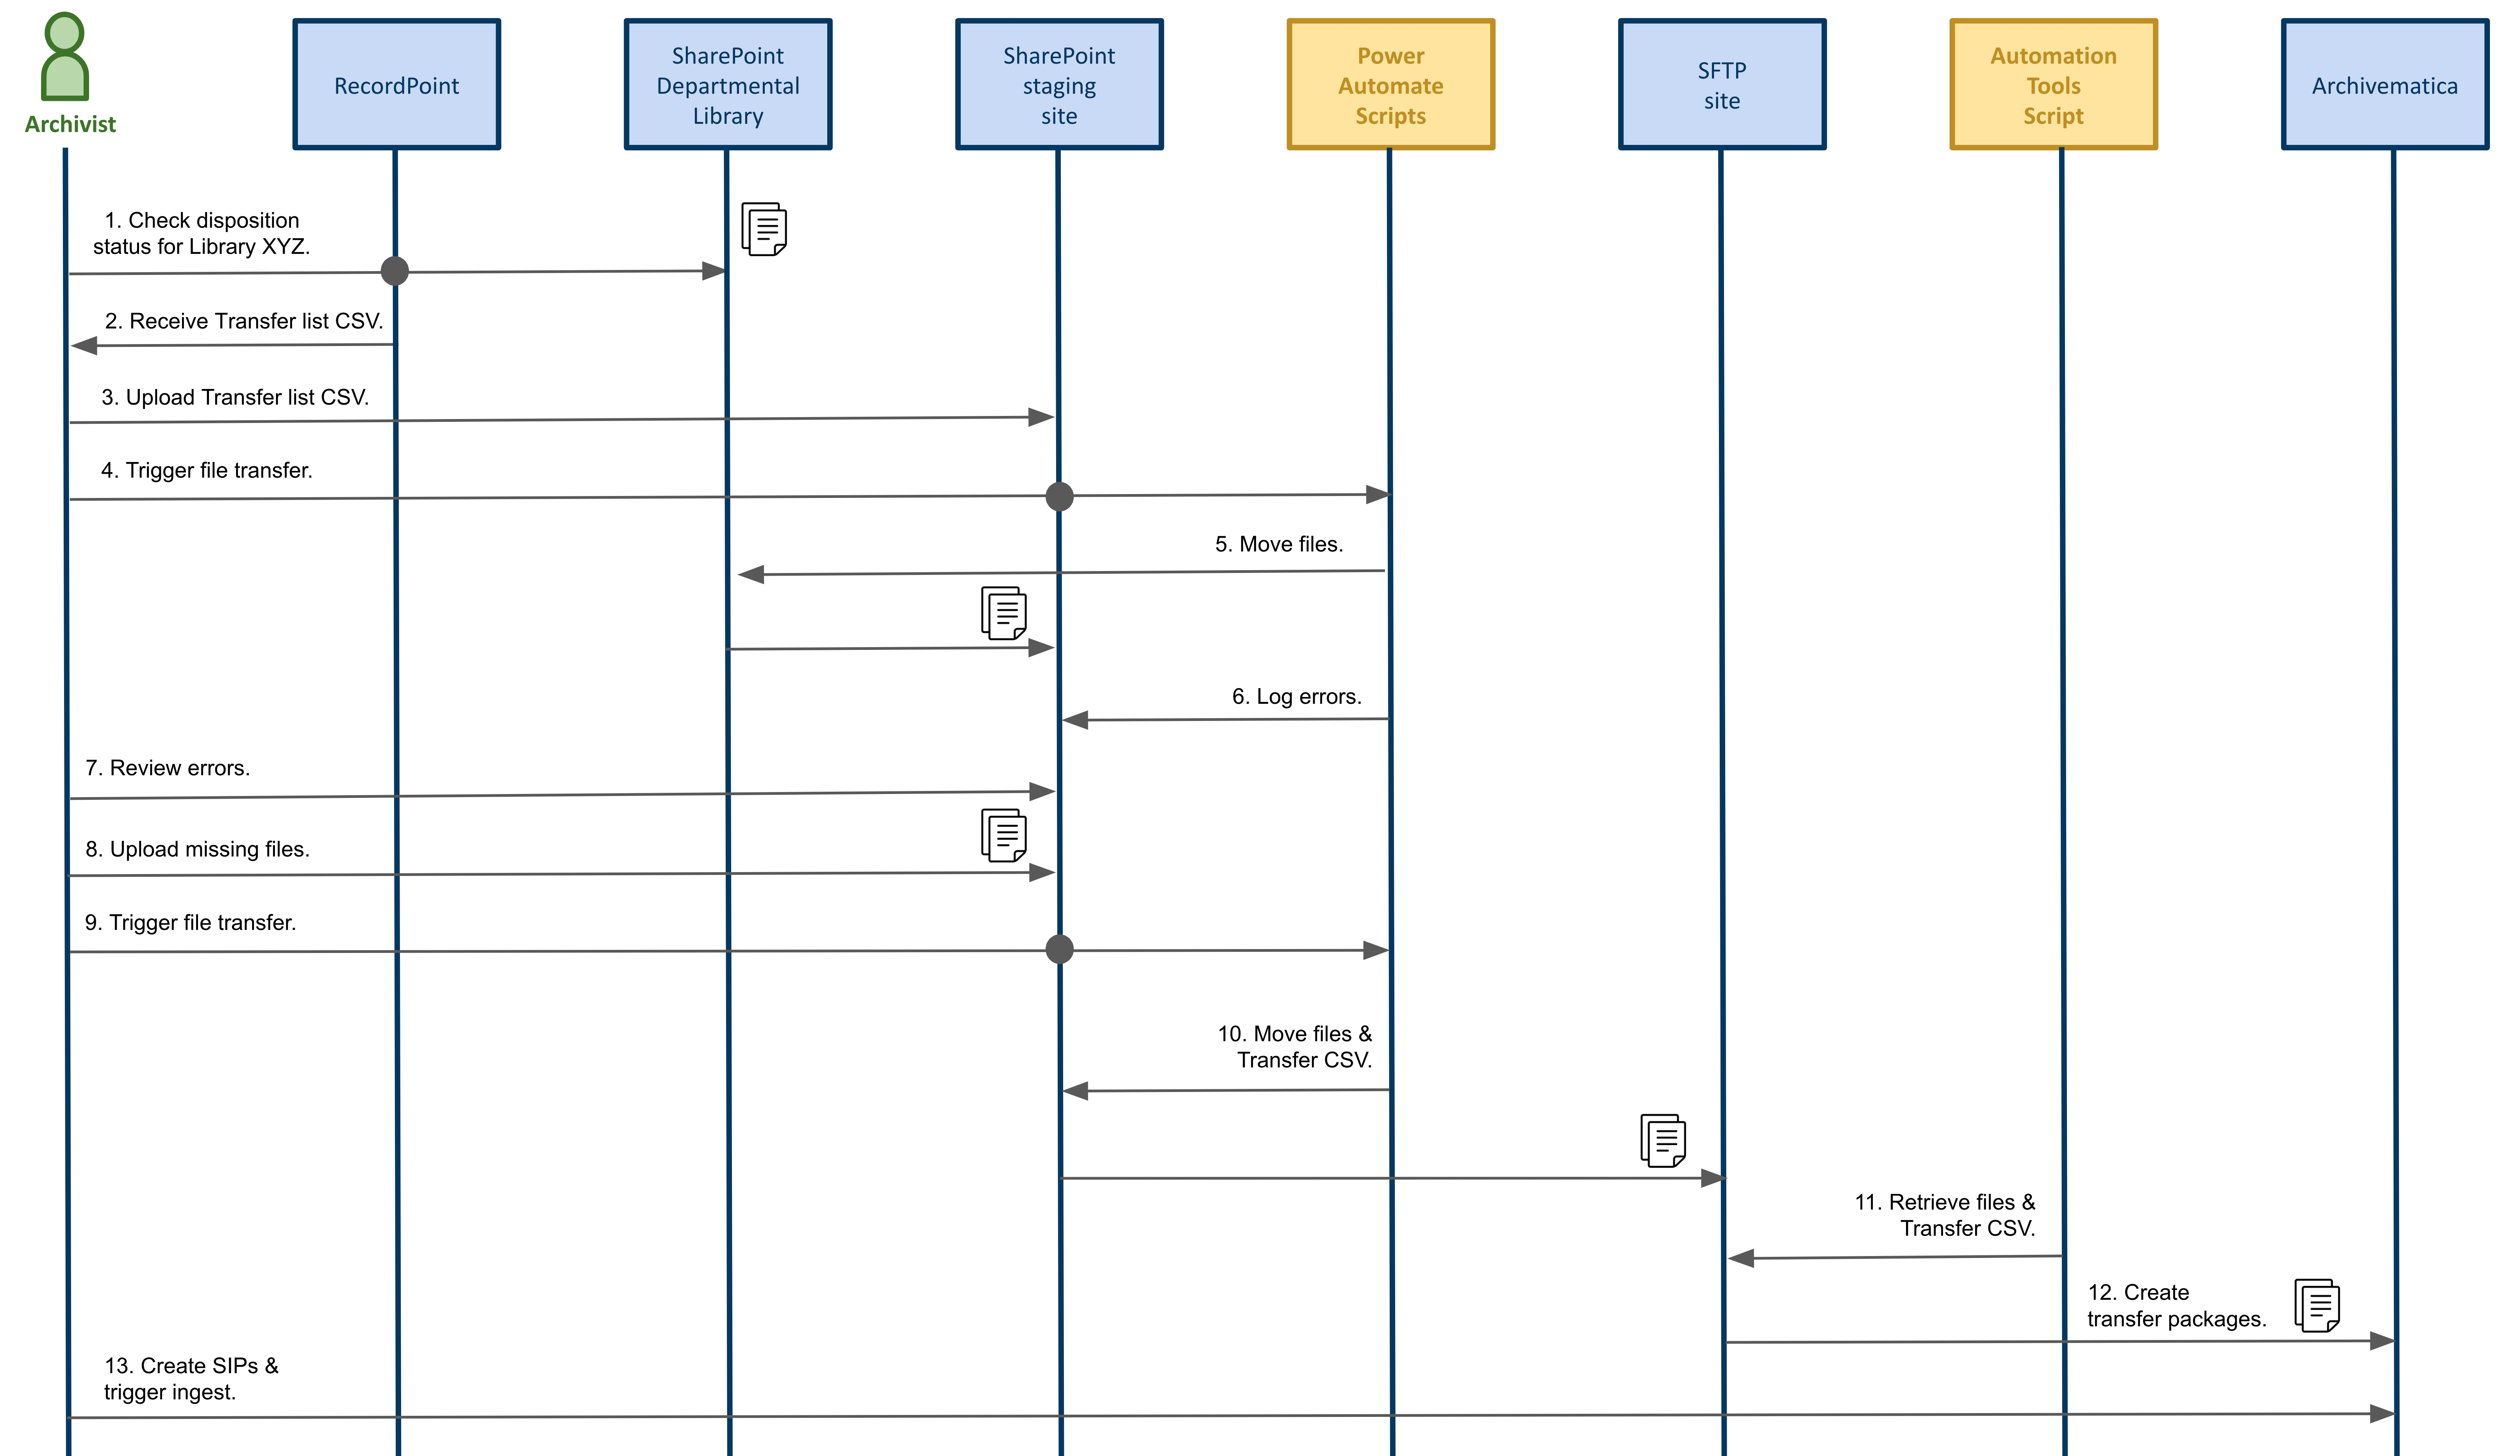 Archivist
RecordPoint
SharePoint
Departmental
Library
SharePoint
staging
site
Power
Automate
Scripts
SFTP
site
Automation
Tools
Script
Archivematica
1. Check disposition
status for Library XYZ.
2. Receive Transfer list CSV.
3. Upload Transfer list CSV.
4. Trigger file transfer.
5. Move files.
6. Log errors.
7. Review errors.
8. Upload missing files.
9. Trigger file transfer.
10. Move files &
Transfer CSV.
11. Retrieve files &
Transfer CSV.
12. Create
transfer packages.
13. Create SIPs &
trigger ingest.